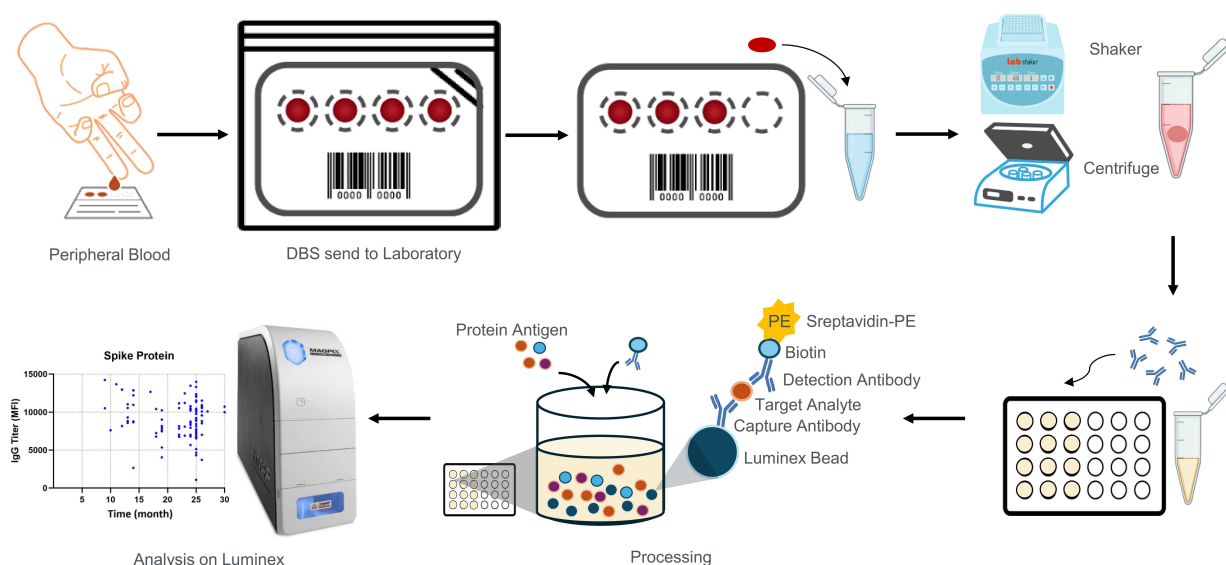 Lab shaker
Shaker
Centrifuge
0000 0000
0000 0000
Peripheral Blood
DBS send to Laboratory
Spike Protein
15000
10000
5000
0
IgG Titer (MFI)
5
10
15
20
25
30
Time (month)
MAGPIX
Analysis on Luminex
Protein Antigen
PE
Sreptavidin-PE
Biotin
Detection Antibody
Target Analyte
Capture Antibody
Luminex Bead
Processing